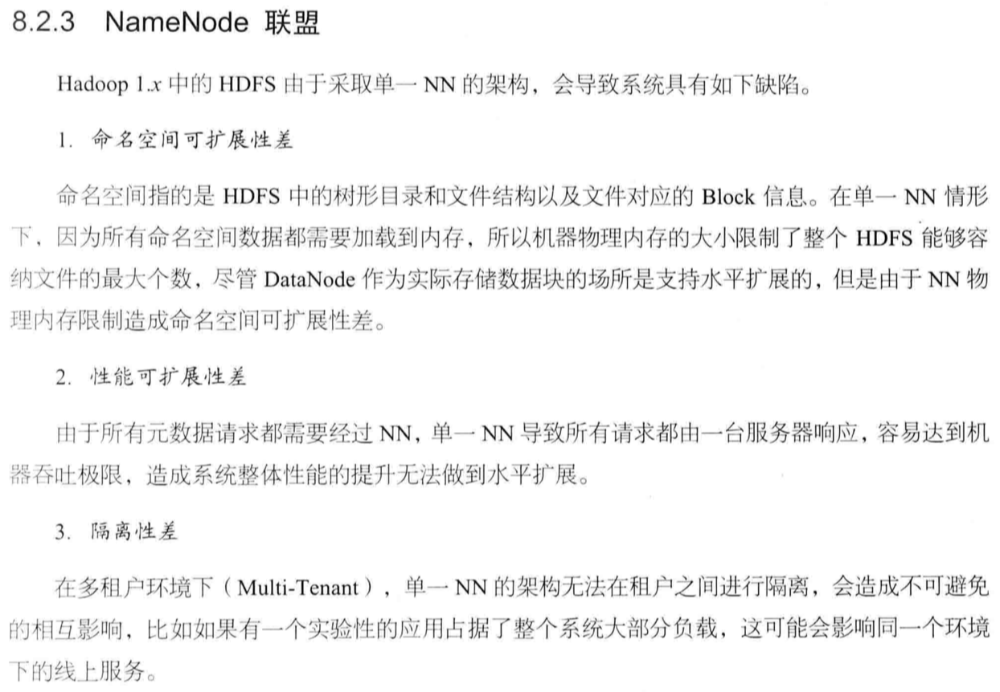 8.2.3 NameNode 联盟
Hadoop 1.x 中的 HDFS 由于采取单一 NN 的架构，会导致系统具有如下缺陷。
1. 命名空间可扩展性差
命名空间指的是 HDFS 中的树形目录和文件结构以及文件对应的 Block 信息。在单一 NN 情形
下，因为所有命名空间数据都需要加载到内存，所以机器物理内存的大小限制了整个 HDFS 能够容
纳文件的最大个数，尽管 DataNode 作为实际存储数据块的场所是支持水平扩展的，但是由于 NN 物
理内存限制造成命名空间可扩展性差。
2. 性能可扩展性差
由于所有元数据请求都需要经过 NN，单一 NN 导致所有请求都由一台服务器响应，容易达到机
器吞吐极限，造成系统整体性能的提升无法做到水平扩展。
3. 隔离性差
在多租户环境下（Multi-Tenant），单一 NN 的架构无法在租户之间进行隔离，会造成不可避免
的相互影响，比如如果有一个实验性的应用占据了整个系统大部分负载，这可能会影响同一个环境
下的线上服务。